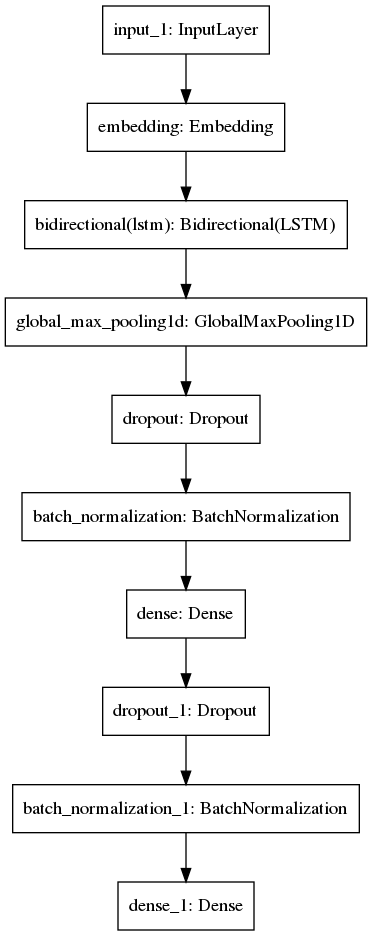 input_1: InputLayer
embedding: Embedding
bidirectional(lstm): Bidirectional(LSTM)
global_max_pooling1d: GlobalMaxPooling1D
dropout: Dropout
batch_normalization: BatchNormalization
dense: Dense
dropout_1: Dropout
batch_normalization_1: BatchNormalization
dense_1: Dense